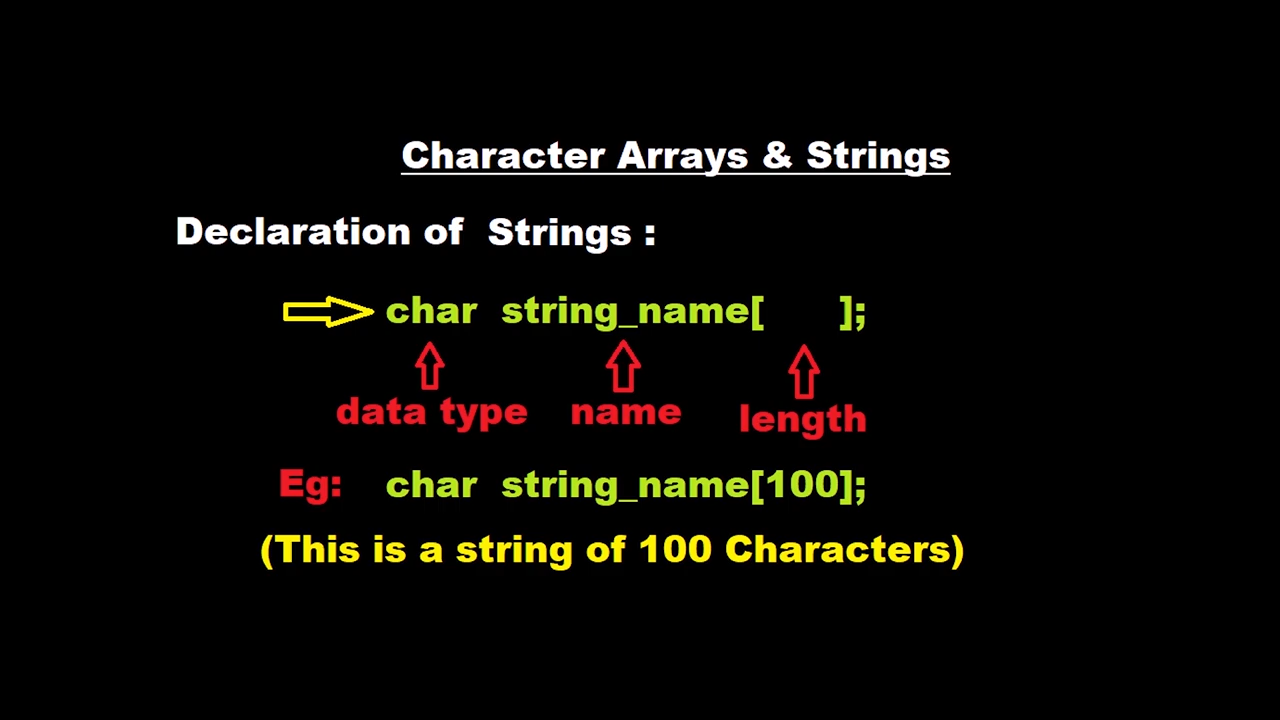 Character Arrays & Strings
Declaration of Strings :
char string_name[ ];
data type name length
Eg: char string_name[100];
(This is a string of 100 Characters)